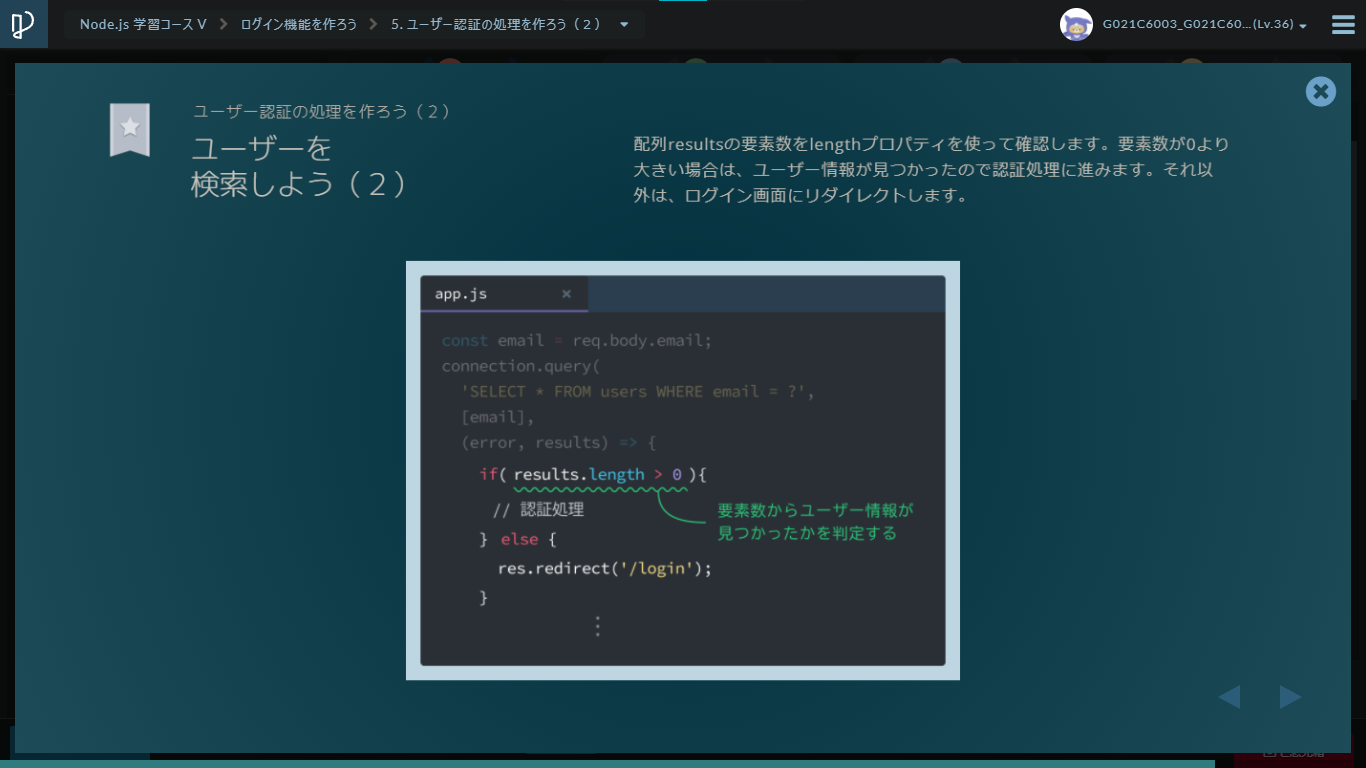 Node.js 学習コース V
ログイン機能を作ろう
5. ユーザー認証の処理を作ろう（２）
G021C6003_G021C60...(Lv.36)
ユーザー認証の処理を作ろう（２）
ユーザーを
検索しよう（２）
配列resultsの要素数をlengthプロパティを使って確認します。要素数が0より
大きい場合は、ユーザー情報が見つかったので認証処理に進みます。それ以
外は、ログイン画面にリダイレクトします。
app.js ×
const email = req.body.email;
connection.query(
'SELECT * FROM users WHERE email = ?',
[email],
(error, results) => {
if( results.length > 0 ){
// 認証処理
要素数からユーザー情報が
見つかったかを判定する
} else {
res.redirect('/login');
}